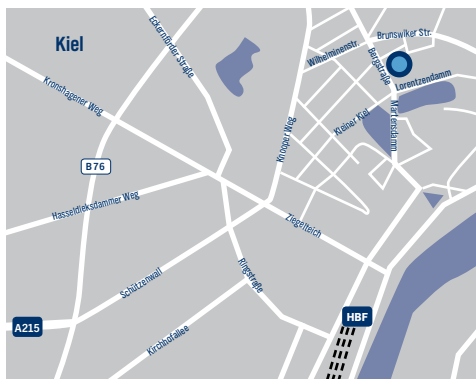 Kiel
Eckernförder Straße
Brunswiker Str.
Wilhelminenstr.
Bergstraße
Kronshagener Weg
Lorentzendamm
Martensdamm
Kleiner Kiel
Knooper Weg
B76
Hasseldieksdammer Weg
Ziegelteich
Ringstraße
Schützenwall
HBF
A215
Kirchhofallee